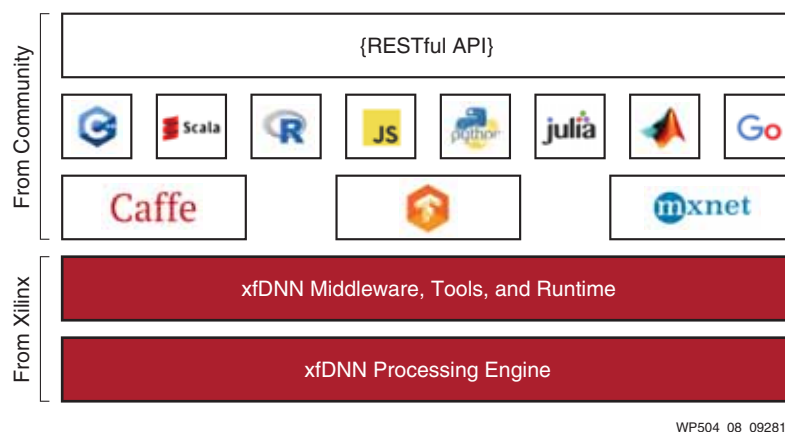 From Community
{RESTful API}
C
Scala
R
JS
python
julia
Go
Caffe
mxnet
From Xilinx
xfDNN Middleware, Tools, and Runtime
xfDNN Processing Engine
WP504_08_09281